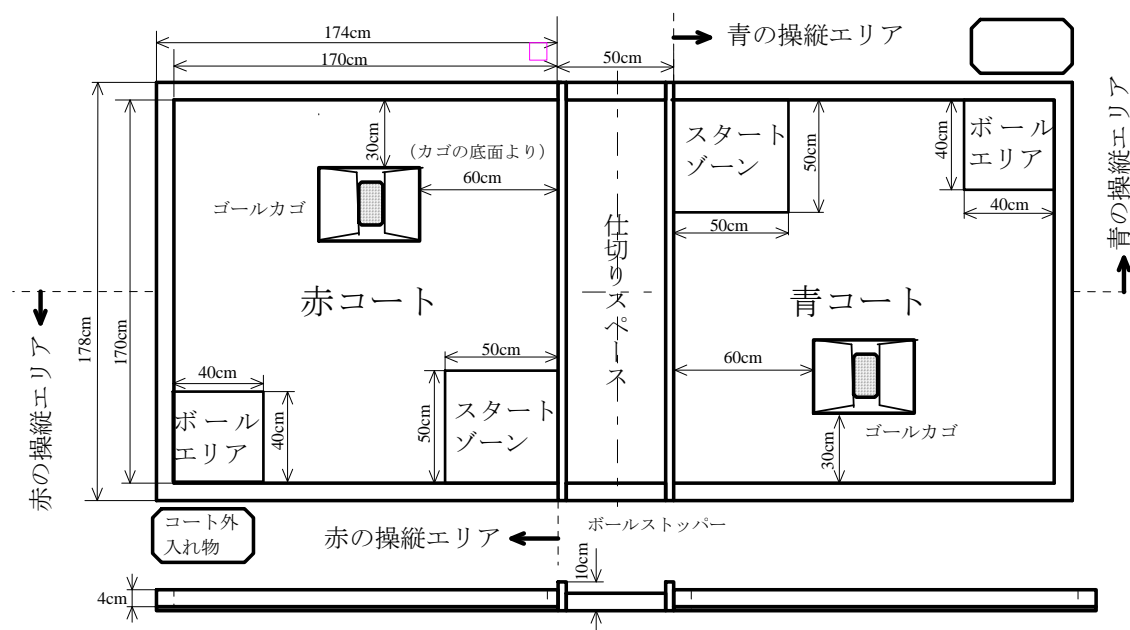 174cm
170cm
50cm
青の操縦エリア
青の操縦エリア
30cm
(カゴの底面より)
60cm
ゴールカゴ
スタート
ゾーン
50cm
50cm
40cm
ボール
エリア
40cm
仕切りスペース
赤コート
青コート
178cm
170cm
赤の操縦エリア
40cm
ボール
エリア
40cm
50cm
50cm
スタート
ゾーン
60cm
30cm
ゴールカゴ
コート外
入れ物
赤の操縦エリア
ボールストッパー
10cm
4cm